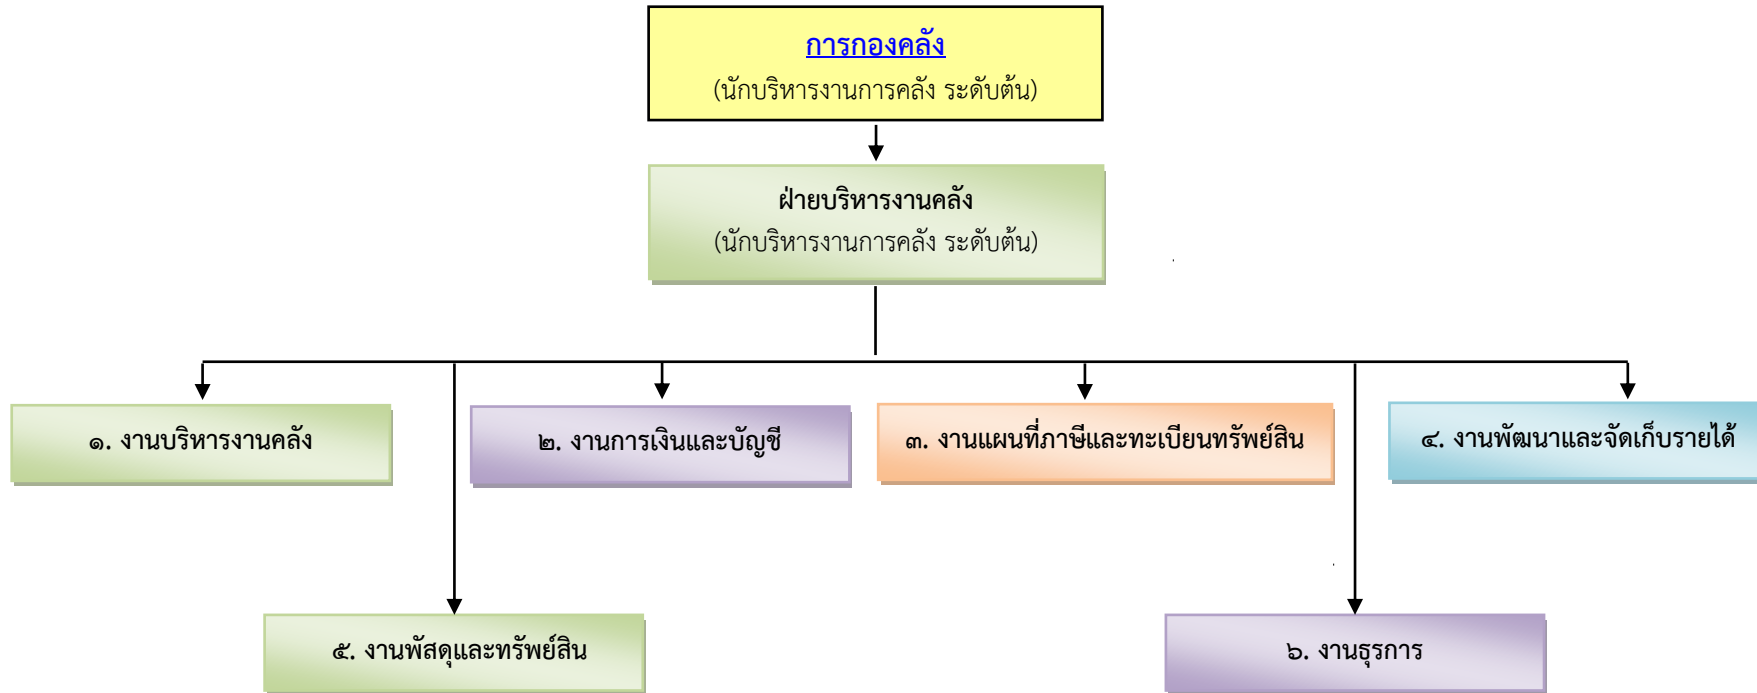 การกองคลัง
(นักบริหารงานการคลัง ระดับต้น)
ฝ่ายบริหารงานคลัง
(นักบริหารงานการคลัง ระดับต้น)
๑. งานบริหารงานคลัง
๒. งานการเงินและบัญชี
๓. งานแผนที่ภาษีและทะเบียนทรัพย์สิน
๔. งานพัฒนาและจัดเก็บรายได้
๕. งานพัสดุและทรัพย์สิน
๖. งานธุรการ